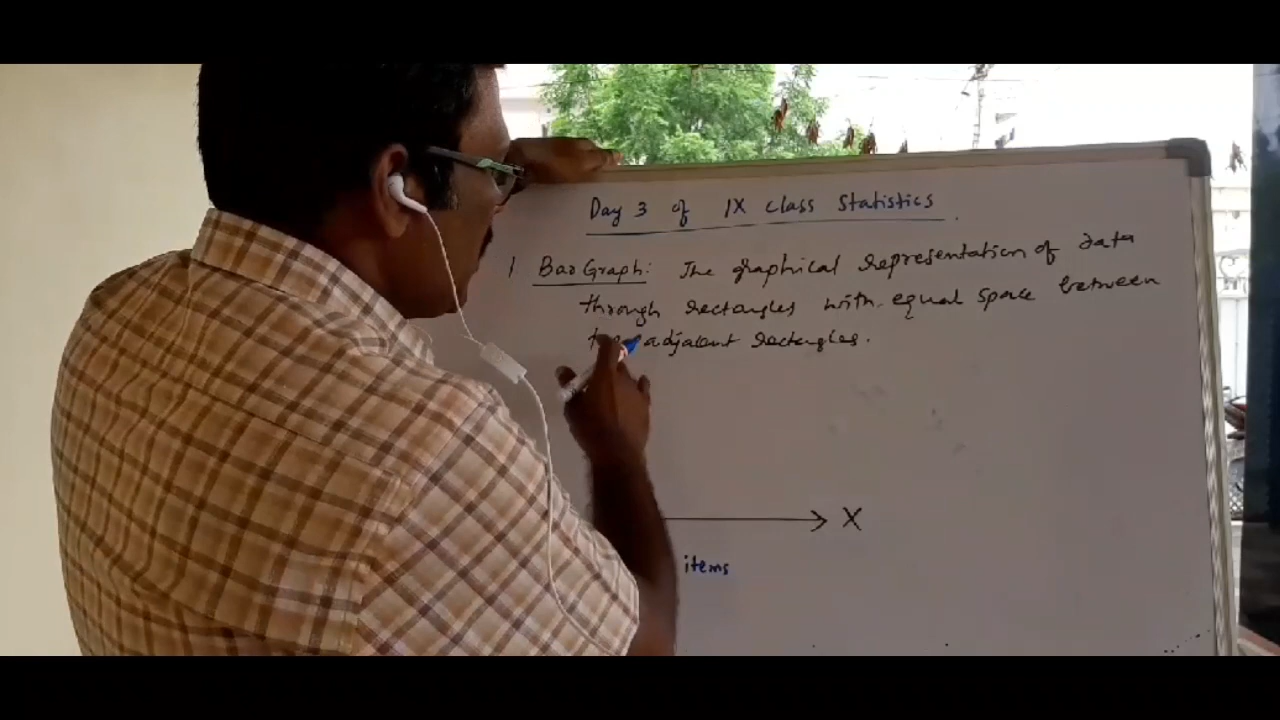 Day 3 of IX class Statistics.
1 Bar Graph: The graphical representation of data
through rectangles with equal space between
adjacent rectangles.
X
items